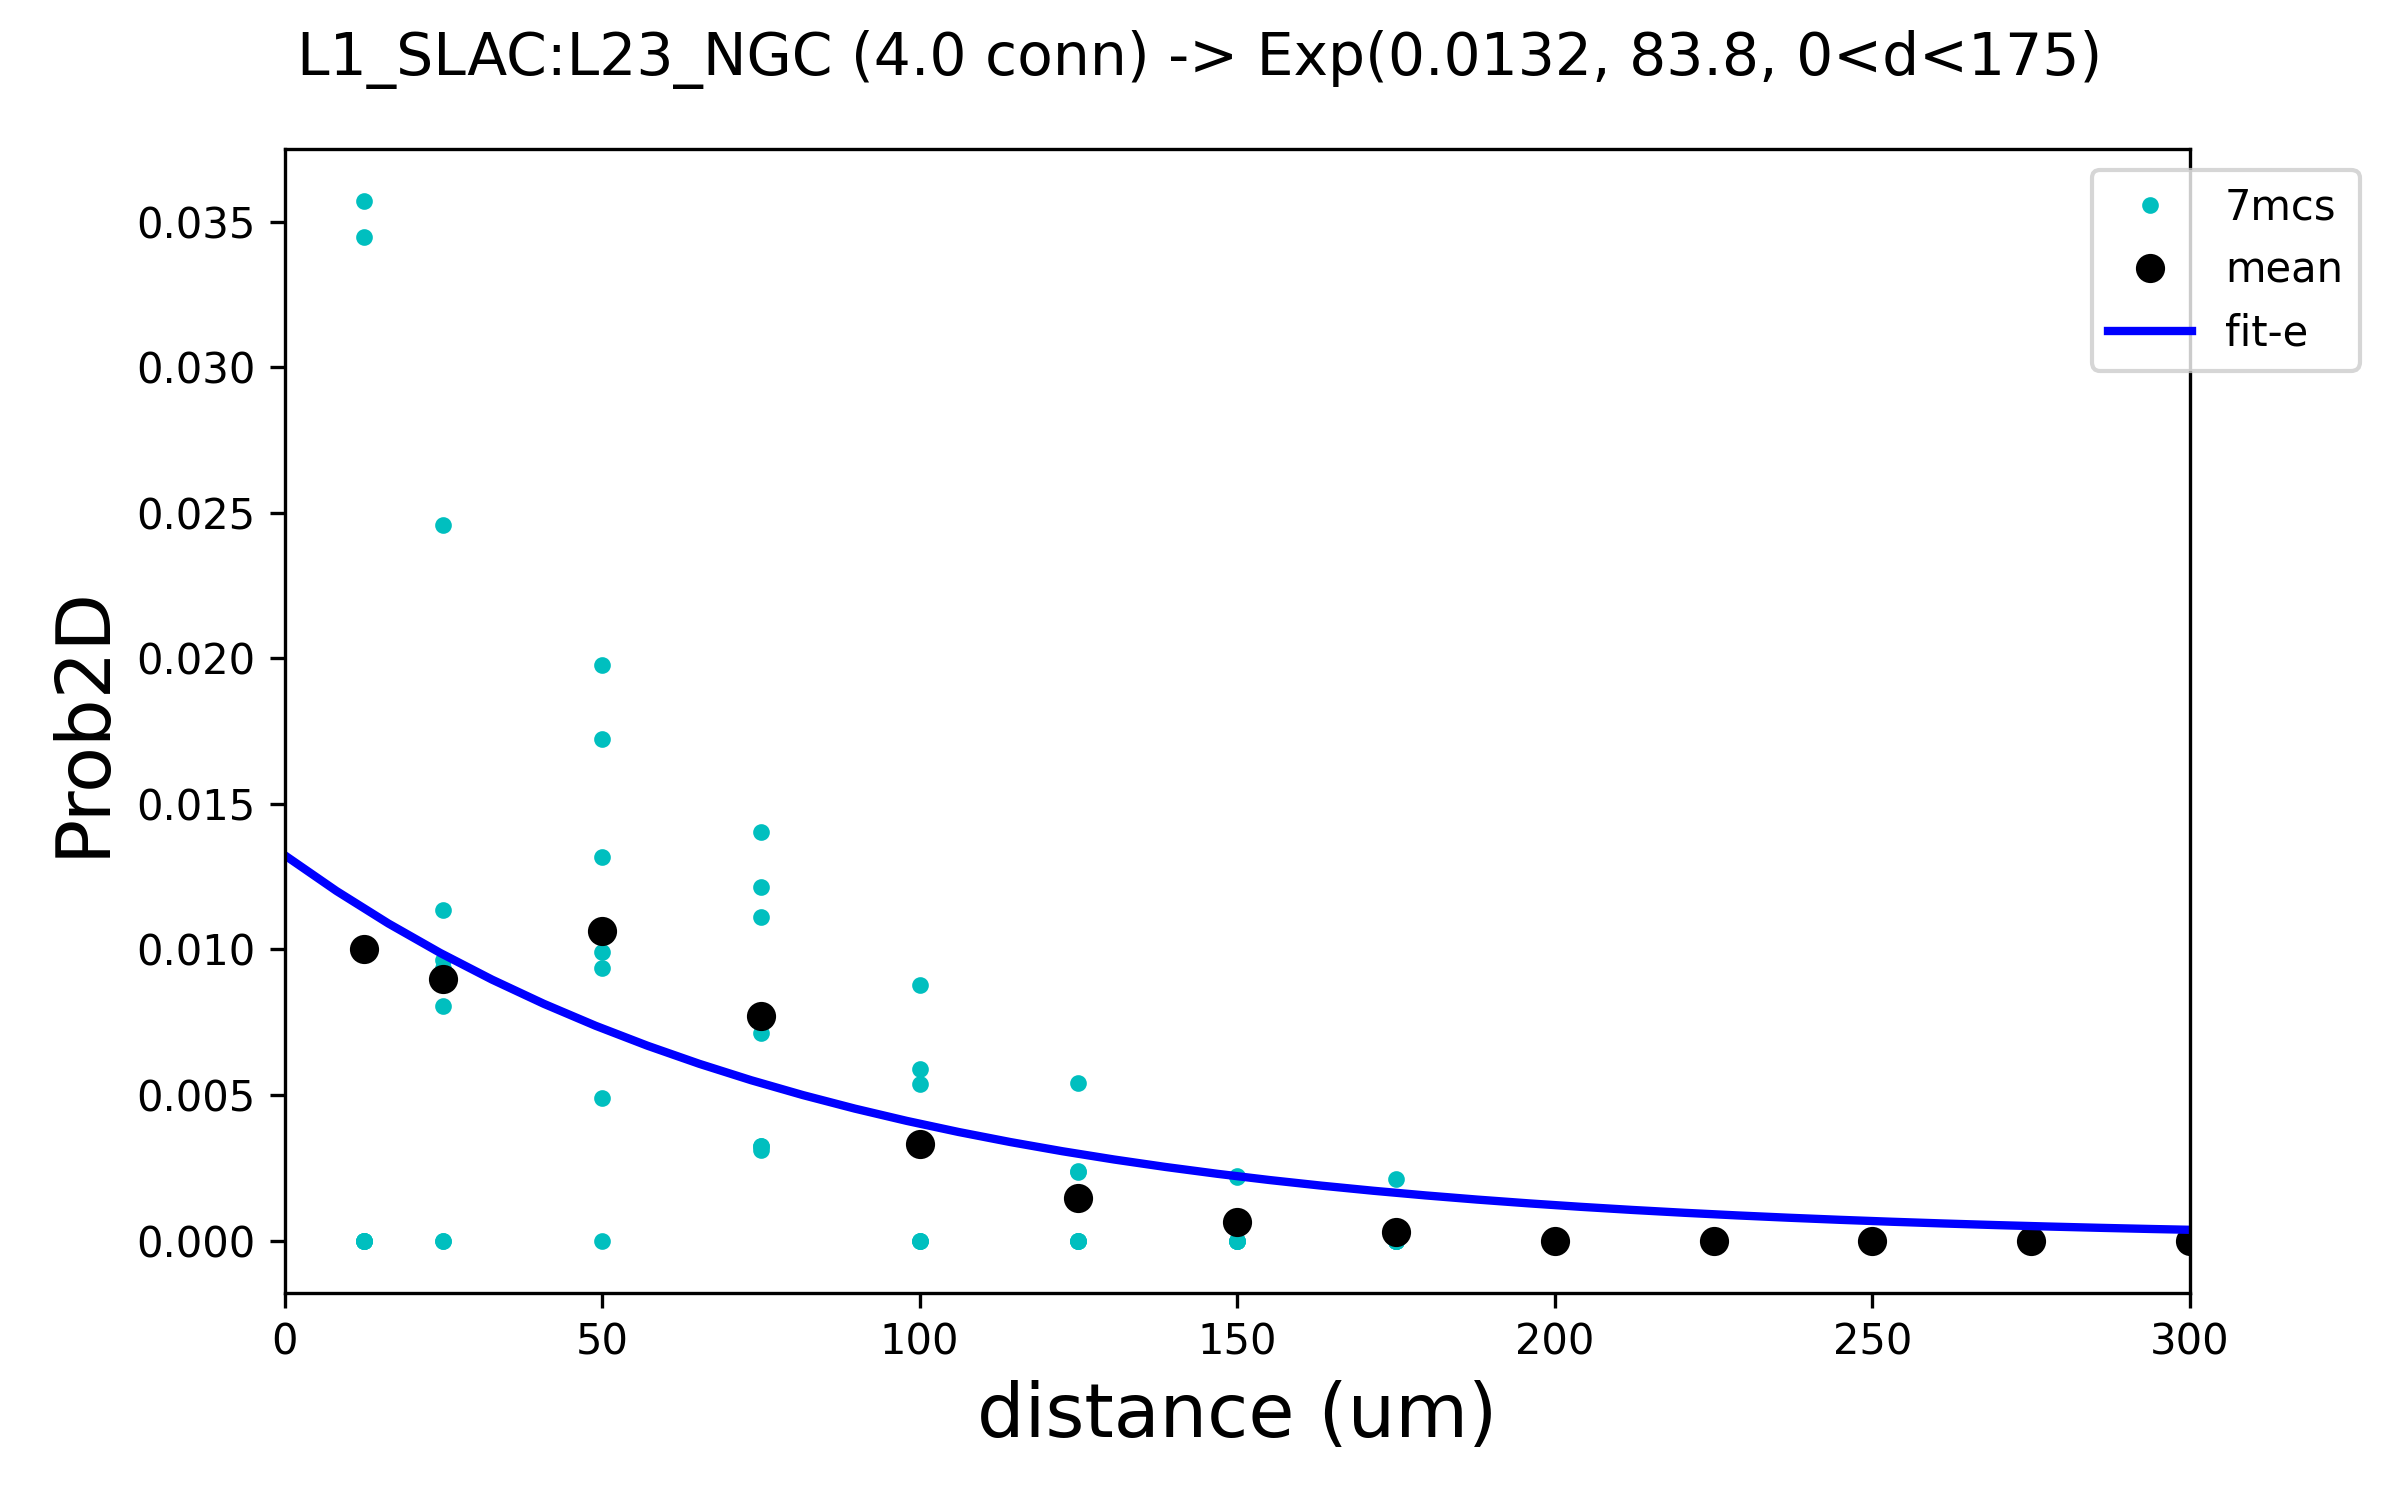 L1_SLAC:L23_NGC (4.0 conn) -> Exp(0.0132, 83.8, 0<d<175)
7mcs
mean
fit-e
Prob2D
0.035
0.030
0.025
0.020
0.015
0.010
0.005
0.000
0 50 100 150 200 250 300
distance (um)